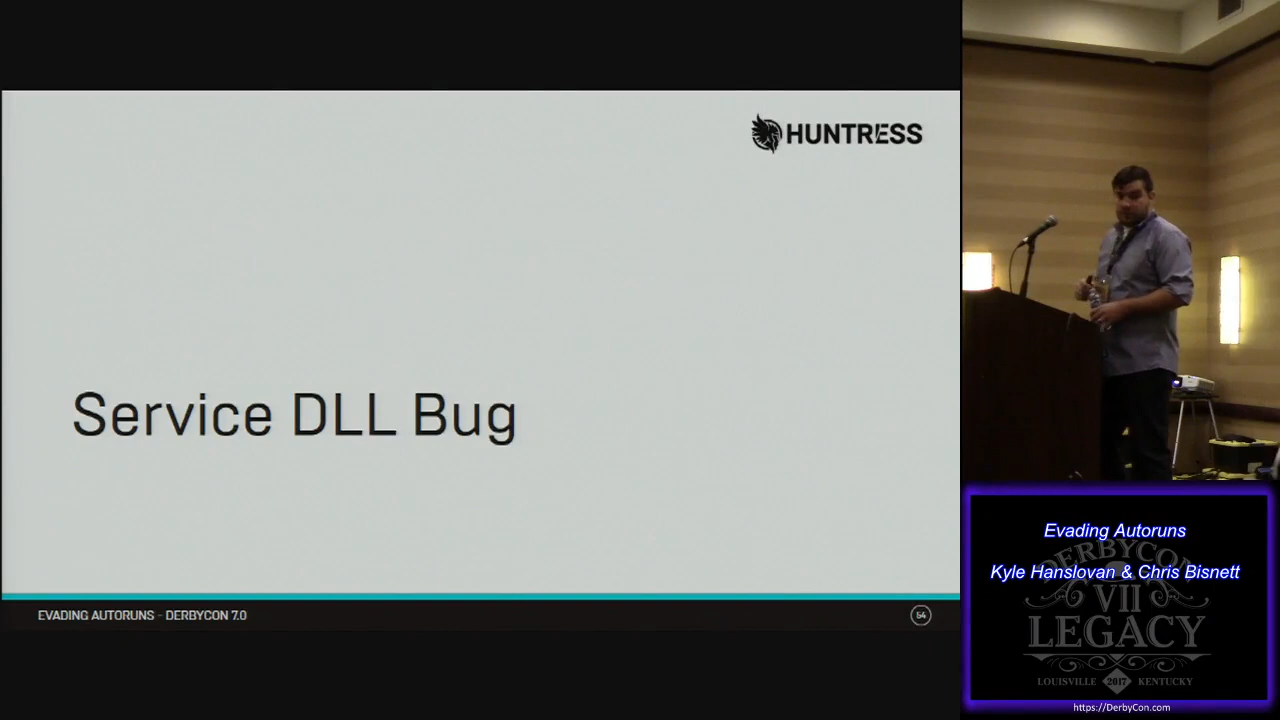 HUNTRESS
Service DLL Bug
EVADING AUTORUNS - DERBYCON 7.0
54
Evading Autoruns
Kyle Hanslovan & Chris Bisnett
DERBYCON
VII
LEGACY
LOUISVILLE 2017 KENTUCKY
https://DerbyCon.com